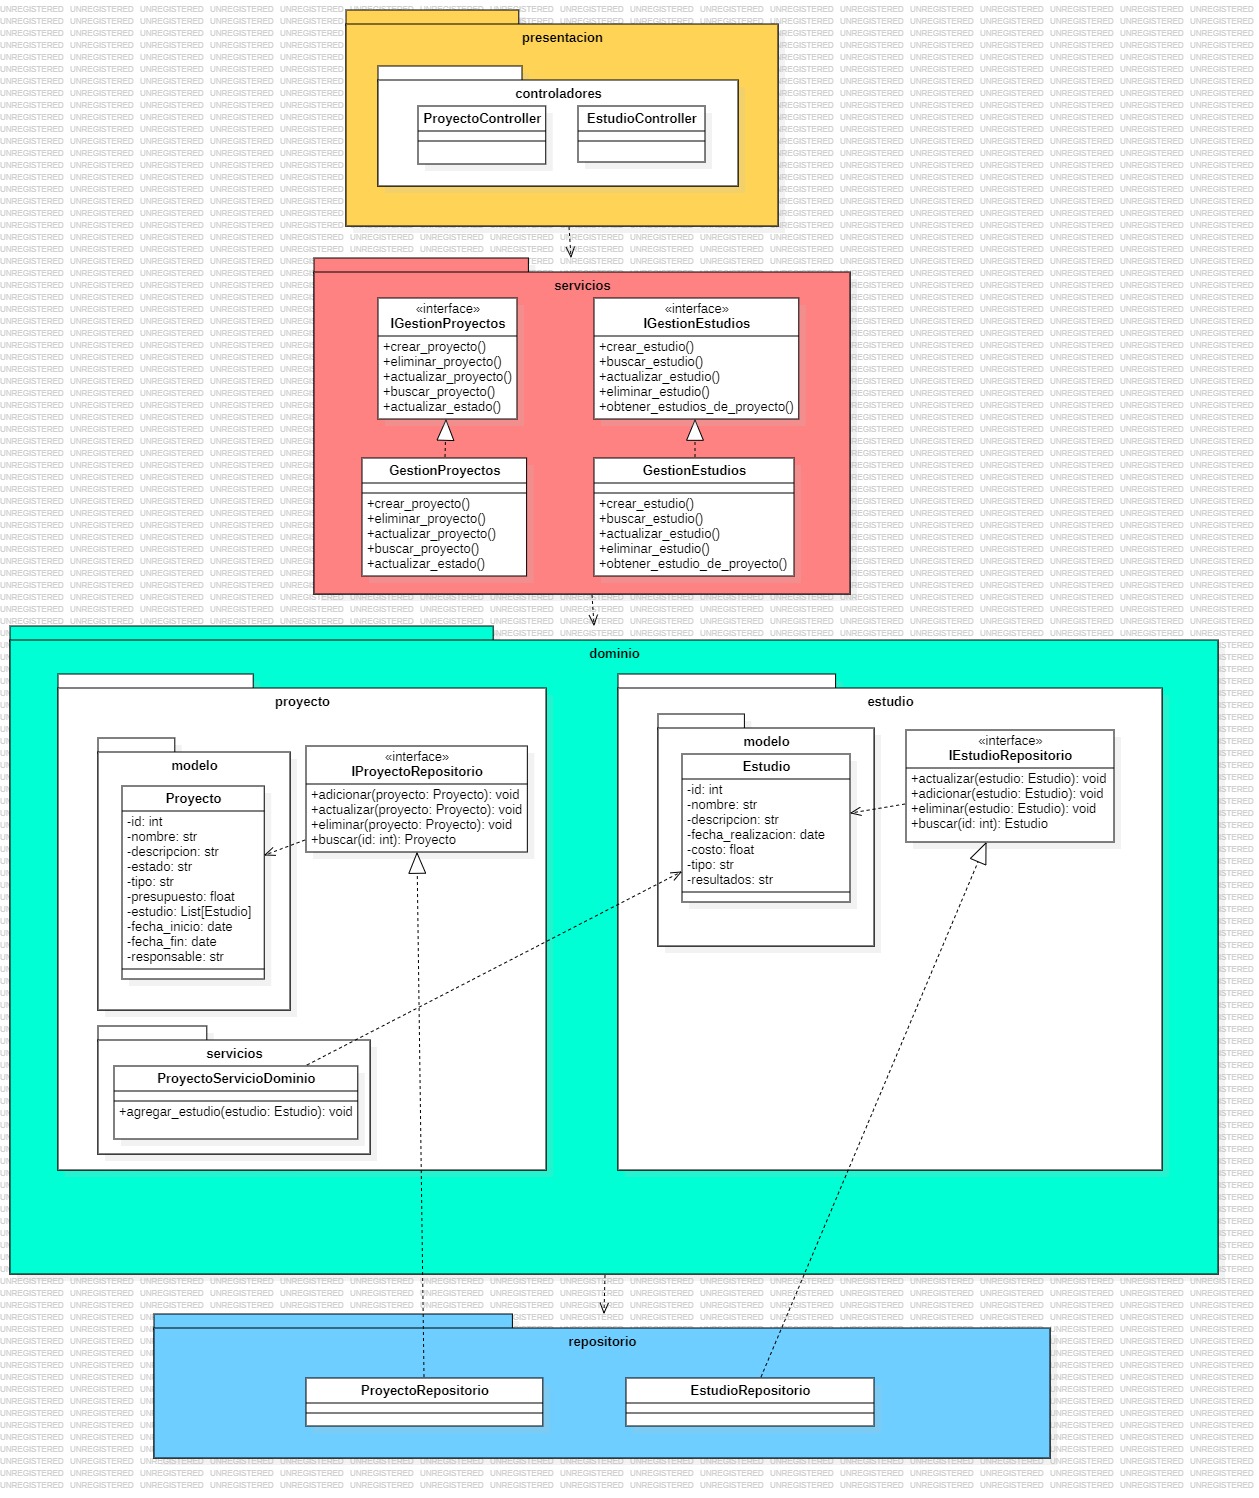 presentacion
controladores
ProyectoController
EstudioController
servicios
«interface»
IGestionProyectos
+crear_proyecto()
+eliminar_proyecto()
+actualizar_proyecto()
+buscar_proyecto()
+actualizar_estado()
«interface»
IGestionEstudios
+crear_estudio()
+buscar_estudio()
+actualizar_estudio()
+eliminar_estudio()
+obtener_estudios_de_proyecto()
GestionProyectos
+crear_proyecto()
+eliminar_proyecto()
+actualizar_proyecto()
+buscar_proyecto()
+actualizar_estado()
GestionEstudios
+crear_estudio()
+buscar_estudio()
+actualizar_estudio()
+eliminar_estudio()
+obtener_estudio_de_proyecto()
dominio
proyecto
modelo
Proyecto
-id: int
-nombre: str
-descripcion: str
-estado: str
-tipo: str
-presupuesto: float
-estudio: List[Estudio]
-fecha_inicio: date
-fecha_fin: date
-responsable: str
«interface»
IProyectoRepositorio
+adicionar(proyecto: Proyecto): void
+actualizar(proyecto: Proyecto): void
+eliminar(proyecto: Proyecto): void
+buscar(id: int): Proyecto
servicios
ProyectoServicioDominio
+agregar_estudio(estudio: Estudio): void
estudio
modelo
Estudio
-id: int
-nombre: str
-descripcion: str
-fecha_realizacion: date
-costo: float
-tipo: str
-resultados: str
«interface»
IEstudioRepositorio
+actualizar(estudio: Estudio): void
+adicionar(estudio: Estudio): void
+eliminar(estudio: Estudio): void
+buscar(id: int): Estudio
repositorio
ProyectoRepositorio
EstudioRepositorio
UNREGISTERED